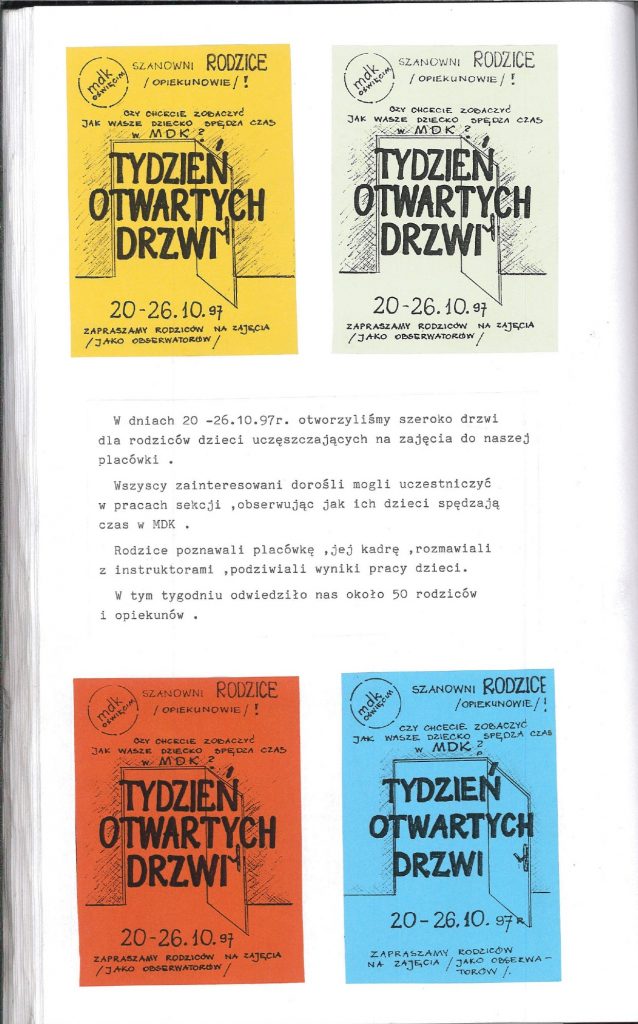 mdk
OŚWIĘCIM
SZANOWNI RODZICE
/OPIEKUNOWIE/!
CZY CHCECIE ZOBACZYĆ
JAK WASZE DZIECKO SPĘDZA CZAS
W MDK?
TYDZIEŃ
OTWARTYCH
DRZWI
20-26.10.97
ZAPRASZAMY RODZICÓW NA ZAJĘCIA
/JAKO OBSERWATORÓW/
mdk
OŚWIĘCIM
SZANOWNI RODZICE
/OPIEKUNOWIE/!
CZY CHCECIE ZOBACZYĆ
JAK WASZE DZIECKO SPĘDZA CZAS
W MDK?
TYDZIEŃ
OTWARTYCH
DRZWI
20-26.10.97
ZAPRASZAMY RODZICÓW NA ZAJĘCIA
/JAKO OBSERWATORÓW/
W dniach 20 -26.10.97r. otworzyliśmy szeroko drzwi
dla rodziców dzieci uczęszczających na zajęcia do naszej
placówki .
Wszyscy zainteresowani dorośli mogli uczestniczyć
w pracach sekcji ,obserwując jak ich dzieci spędzają
czas w MDK .
Rodzice poznawali placówkę ,jej kadrę ,rozmawiali
z instruktorami ,podziwiali wyniki pracy dzieci.
W tym tygodniu odwiedziło nas około 50 rodziców
i opiekunów .
mdk
OŚWIĘCIM
SZANOWNI RODZICE
/OPIEKUNOWIE/!
CZY CHCECIE ZOBACZYĆ
JAK WASZE DZIECKO SPĘDZA CZAS
W MDK?
TYDZIEŃ
OTWARTYCH
DRZWI
20-26.10.97
ZAPRASZAMY RODZICÓW NA ZAJĘCIA
/JAKO OBSERWATORÓW/
mdk
OŚWIĘCIM
SZANOWNI RODZICE
/OPIEKUNOWIE/!
CZY CHCECIE ZOBACZYĆ
JAK WASZE DZIECKO SPĘDZA CZAS
W MDK?
TYDZIEŃ
OTWARTYCH
DRZWI
20-26.10.97R.
ZAPRASZAMY RODZICÓW
NA ZAJĘCIA /JAKO OBSERWA-
TORÓW/.